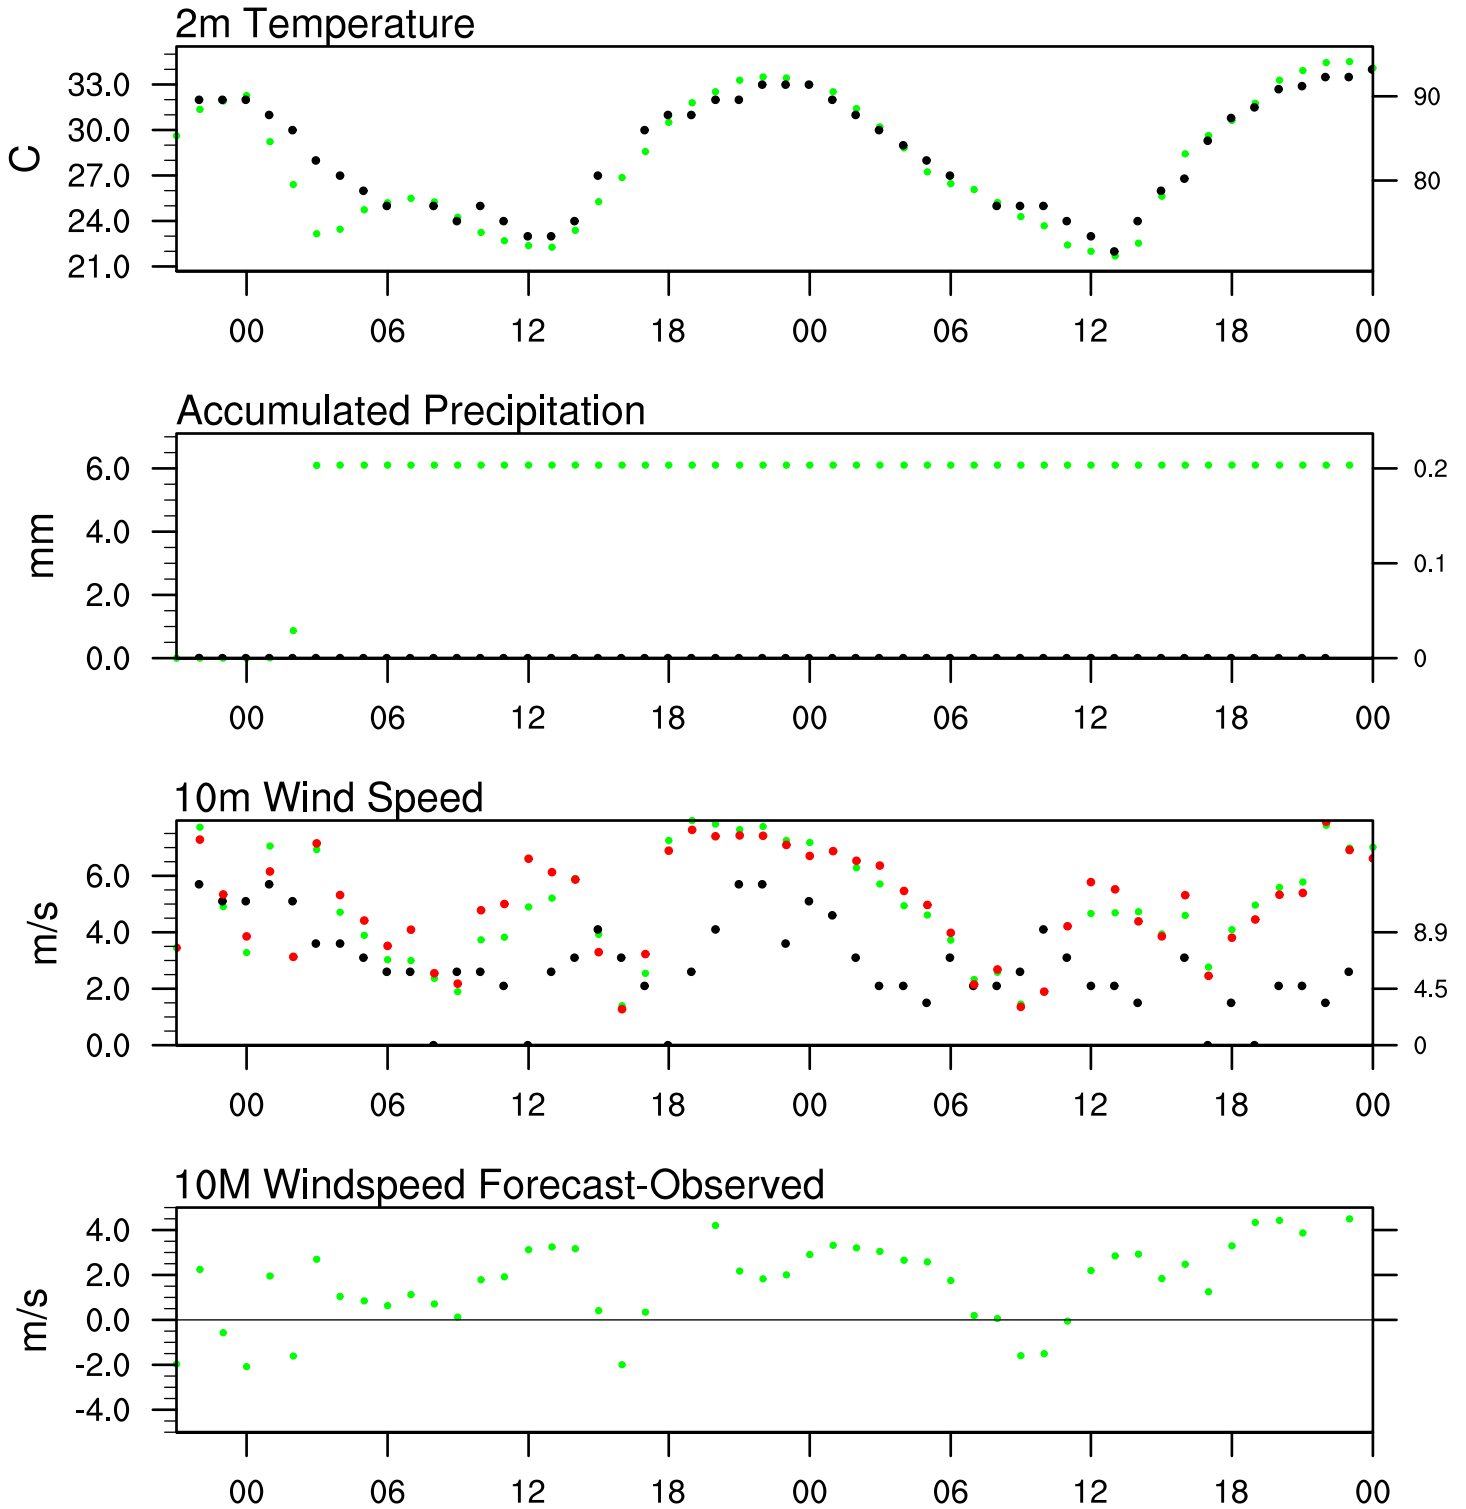 2m Temperature
33.0
30.0
27.0
24.0
21.0
C
90
80
00 06 12 18 00 06 12 18 00
Accumulated Precipitation
6.0
4.0
2.0
0.0
mm
0.2
0.1
0
00 06 12 18 00 06 12 18 00
10m Wind Speed
6.0
4.0
2.0
0.0
m/s
8.9
4.5
0
00 06 12 18 00 06 12 18 00
10M Windspeed Forecast-Observed
4.0
2.0
0.0
-2.0
-4.0
m/s
00 06 12 18 00 06 12 18 00